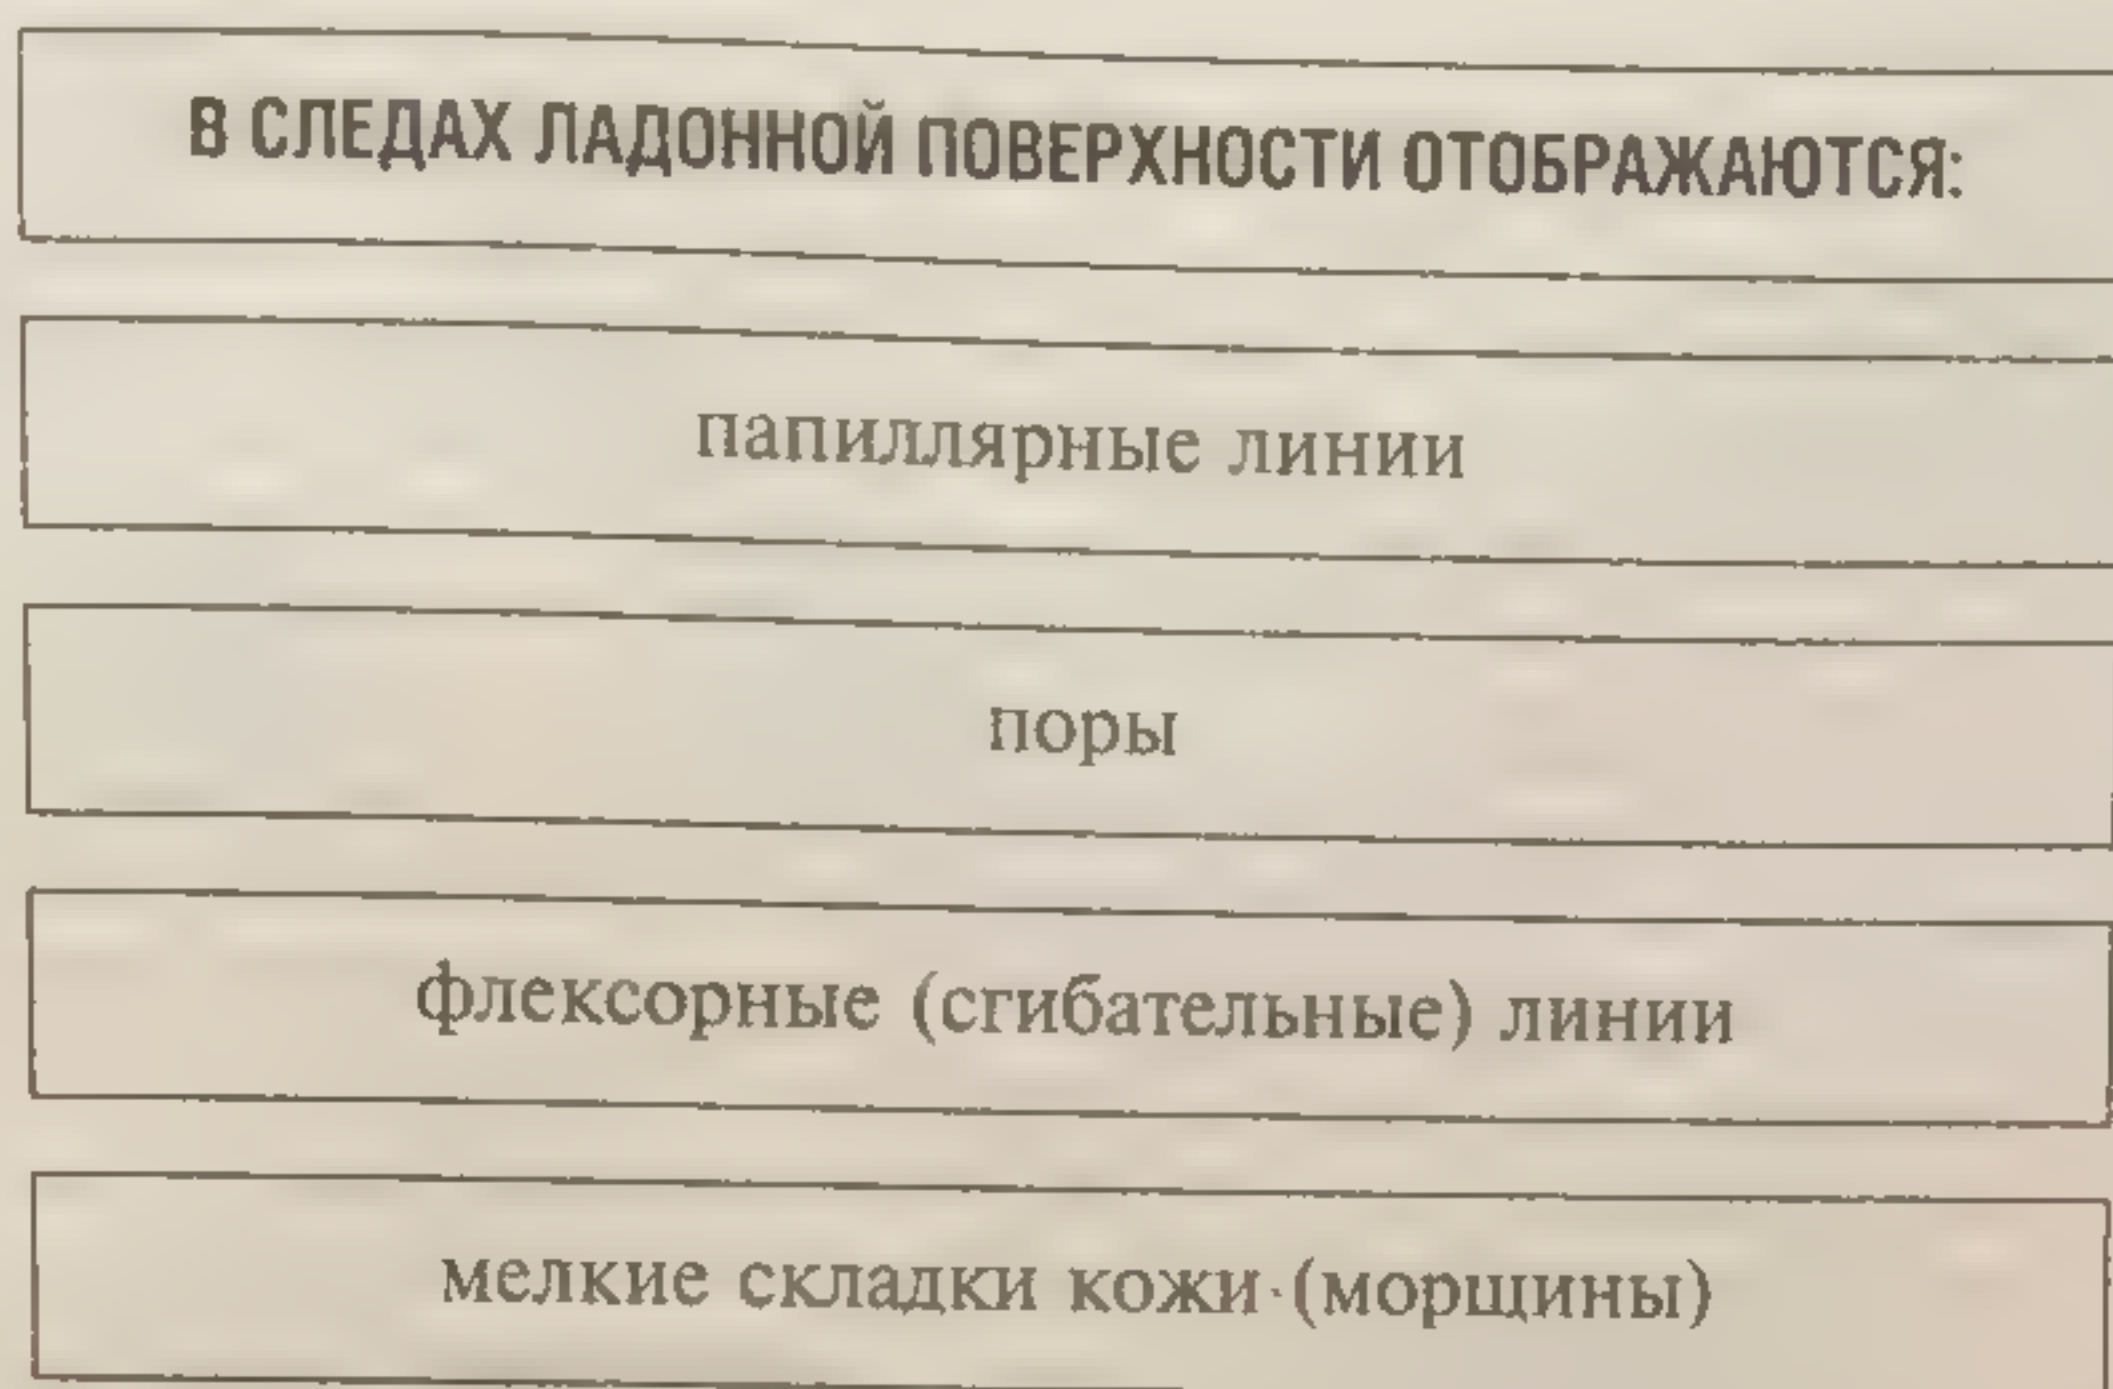 В СЛЕДАХ ЛАДОННОЙ ПОВЕРХНОСТИ ОТОБРАЖАЮТСЯ:
папиллярные линии
поры
флексорные (сгибательные) линии
мелкие складки кожи (морщины)